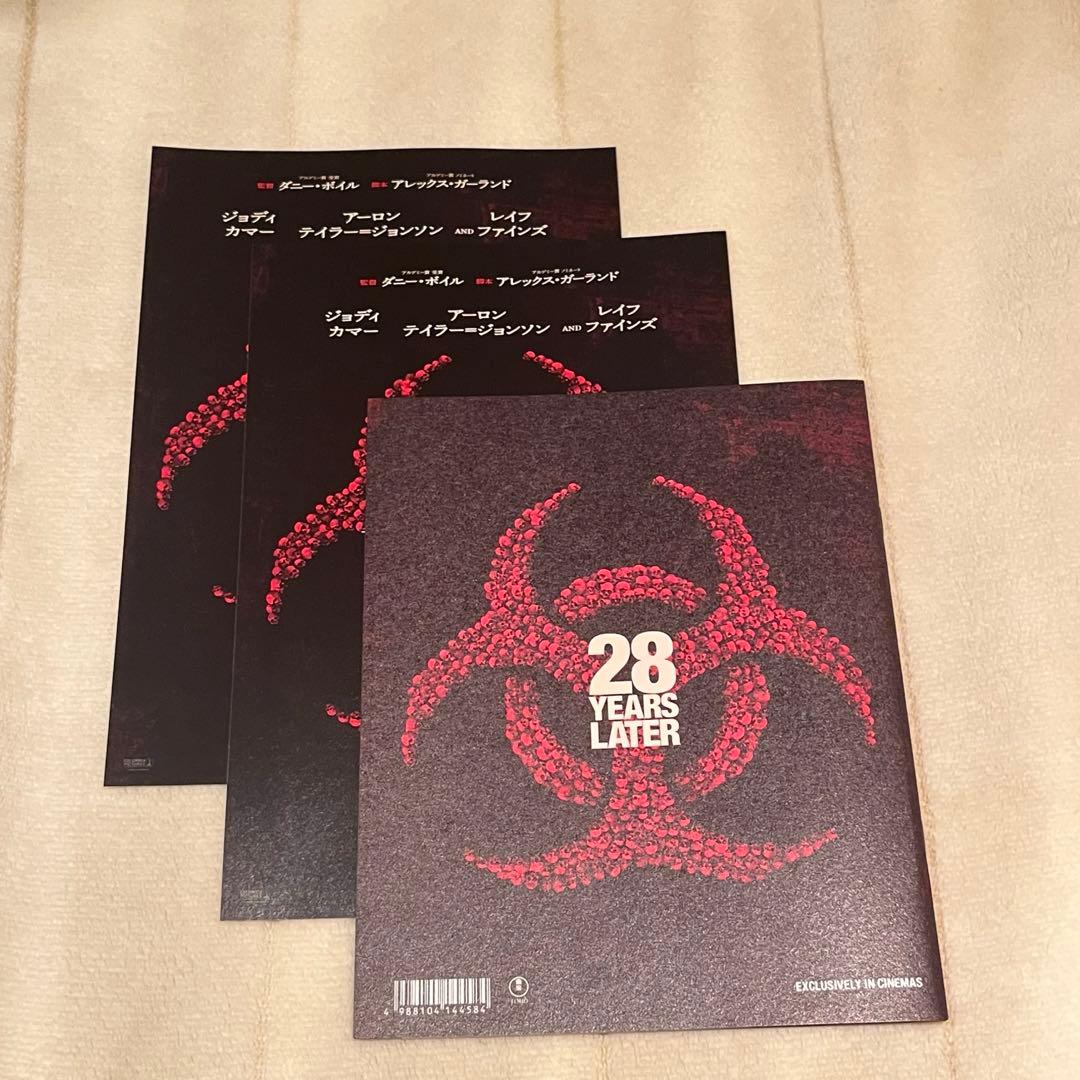 アカデミー賞 受賞 アカデミー賞 ノミネート
監督 ダニー・ボイル 脚本 アレックス・ガーランド
ジョディ アーロン レイフ
カマー テイラー=ジョンソン AND ファインズ
アカデミー賞 受賞 アカデミー賞 ノミネート
監督 ダニー・ボイル 脚本 アレックス・ガーランド
ジョディ アーロン レイフ
カマー テイラー=ジョンソン AND ファインズ
28
YEARS
LATER
COLUMBIA
PICTURES
EXCLUSIVELY IN CINEMAS
TOHO
4 988104 144584